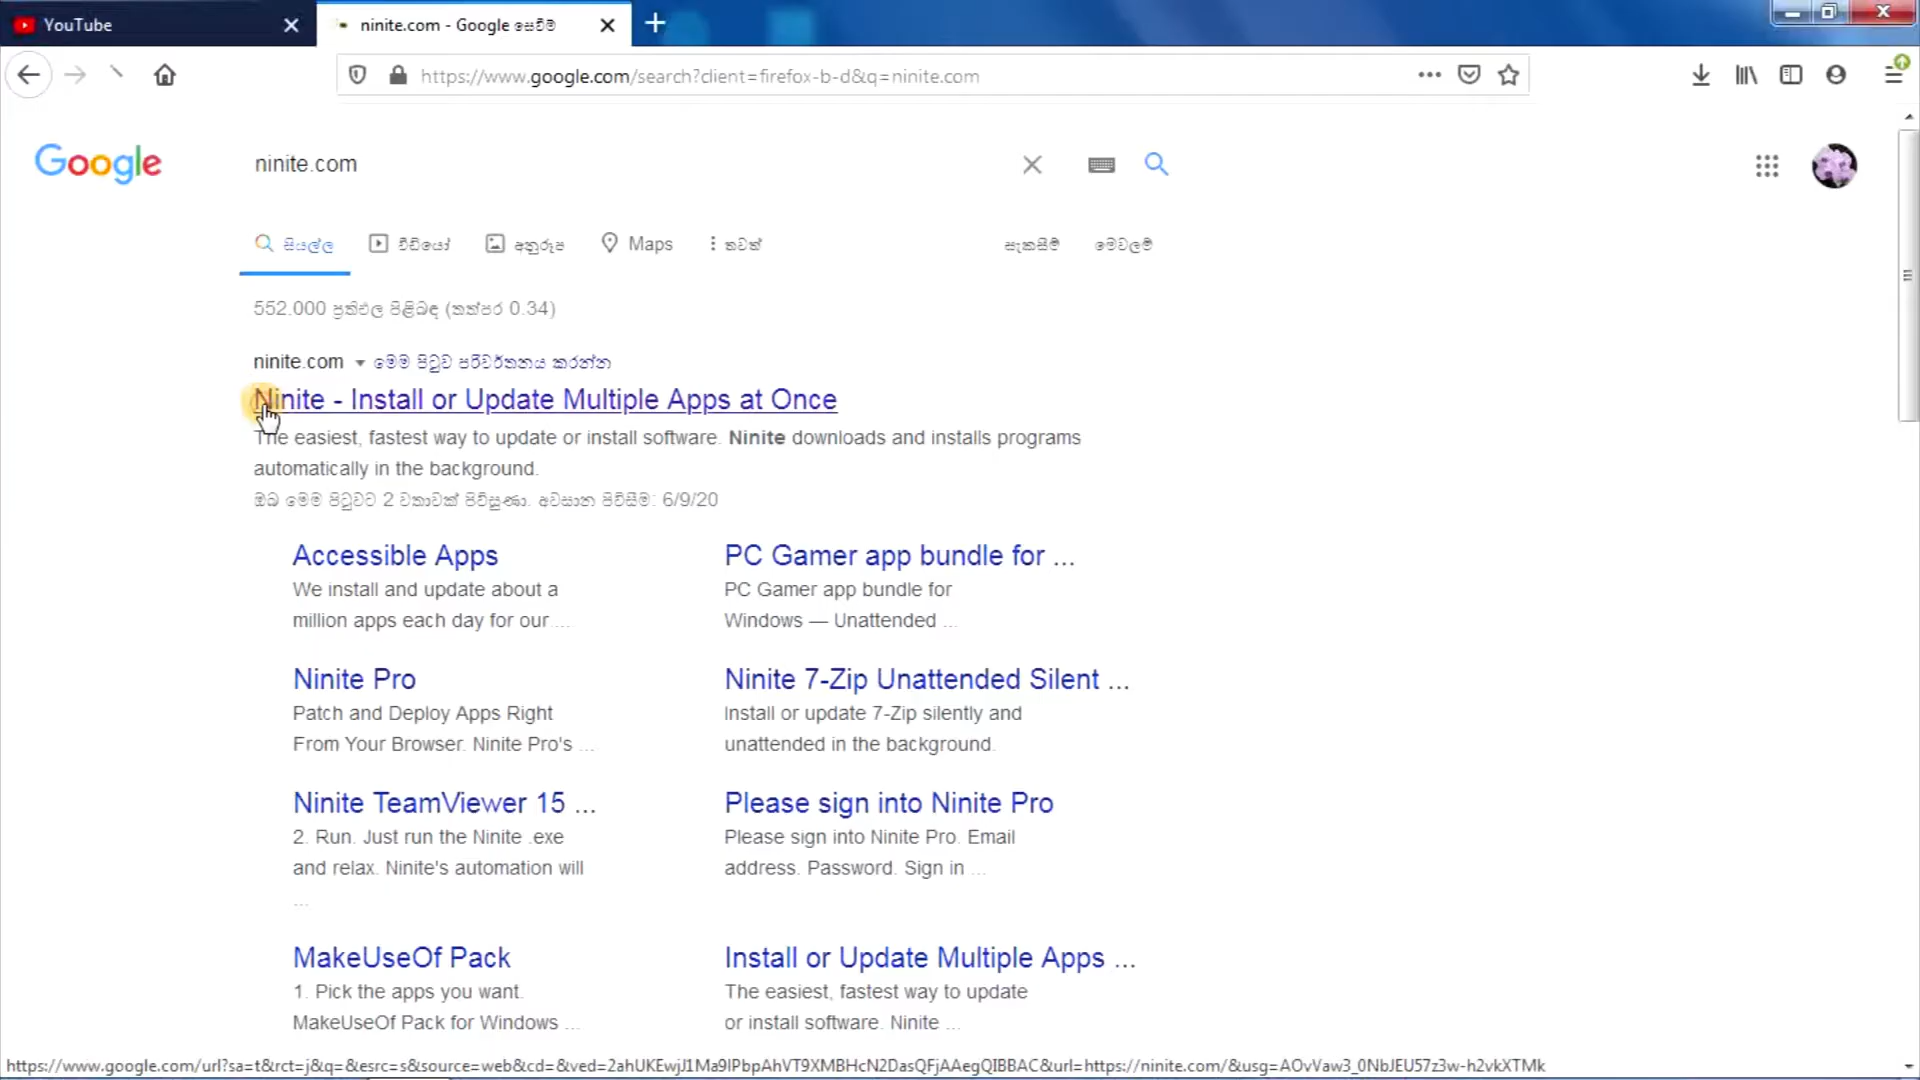 YouTube
ninite.com - Google සෙවීම්
https://www.google.com/search?client=firefox-b-d&q=ninite.com
Google
ninite.com
සියල්ල
වීඩියෝ
අනුරූප
Maps
තවත්
සැකසීම්
මෙවලම්
552.000 ප්‍රතිඵල පිළිබඳ (තත්පර 0.34)
ninite.com මෙම පිටුව පරිවර්තනය කරන්න
Ninite - Install or Update Multiple Apps at Once
The easiest, fastest way to update or install software. Ninite downloads and installs programs
automatically in the background.
ඔබ මෙම පිටුවට 2 වතාවක් පිවිසුණා. අවසාන පිවිසීම: 6/9/20
Accessible Apps
We install and update about a
million apps each day for our ...
PC Gamer app bundle for ...
PC Gamer app bundle for
Windows — Unattended ...
Ninite Pro
Patch and Deploy Apps Right
From Your Browser. Ninite Pro's ...
Ninite 7-Zip Unattended Silent ...
Install or update 7-Zip silently and
unattended in the background.
Ninite TeamViewer 15 ...
2. Run. Just run the Ninite .exe
and relax. Ninite's automation will
...
Please sign into Ninite Pro
Please sign into Ninite Pro. Email
address. Password. Sign in ...
MakeUseOf Pack
1. Pick the apps you want.
MakeUseOf Pack for Windows ...
Install or Update Multiple Apps ...
The easiest, fastest way to update
or install software. Ninite ...
https://www.google.com/url?sa=t&rct=j&q=&esrc=s&source=web&cd=&ved=2ahUKEwjJ1Ma9lPbpAhVT9XMBHcN2DasQFjAAegQIBBAC&url=https://ninite.com/&usg=AOvVaw3_0NbJEU57z3w-h2vkXTMk